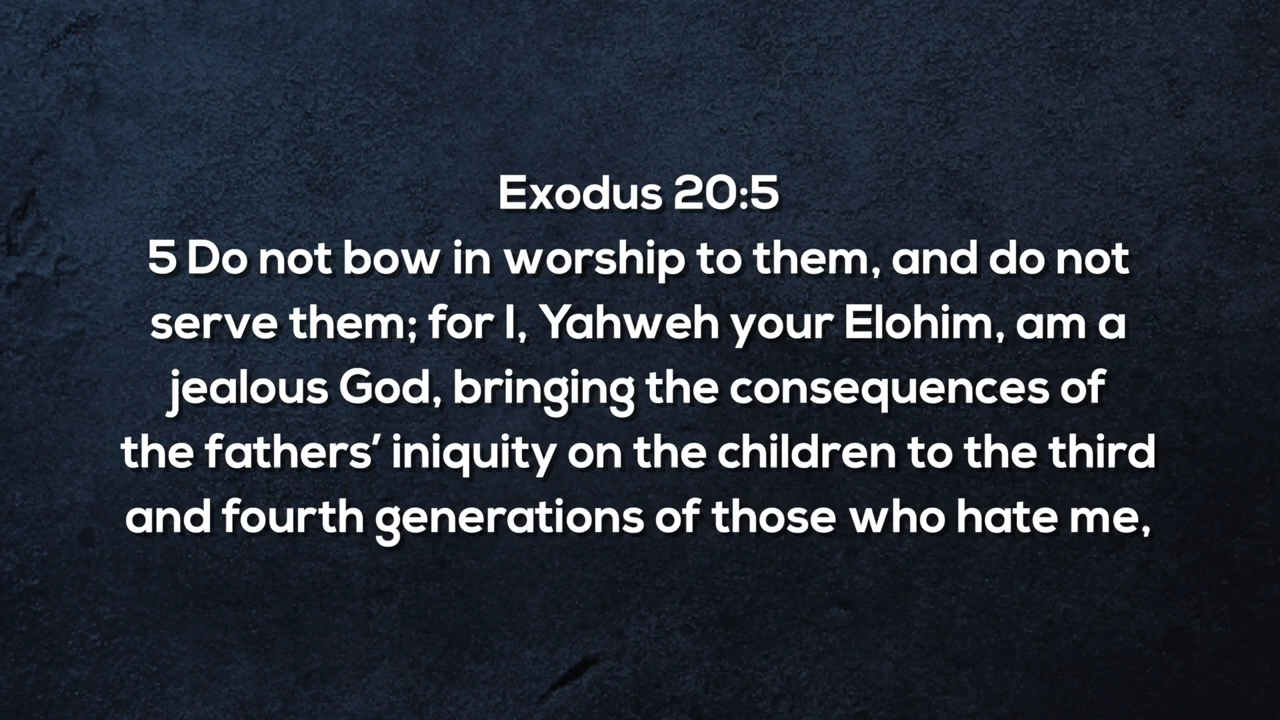 Exodus 20:5
5 Do not bow in worship to them, and do not
serve them; for I, Yahweh your Elohim, am a
jealous God, bringing the consequences of
the fathers’ iniquity on the children to the third
and fourth generations of those who hate me,